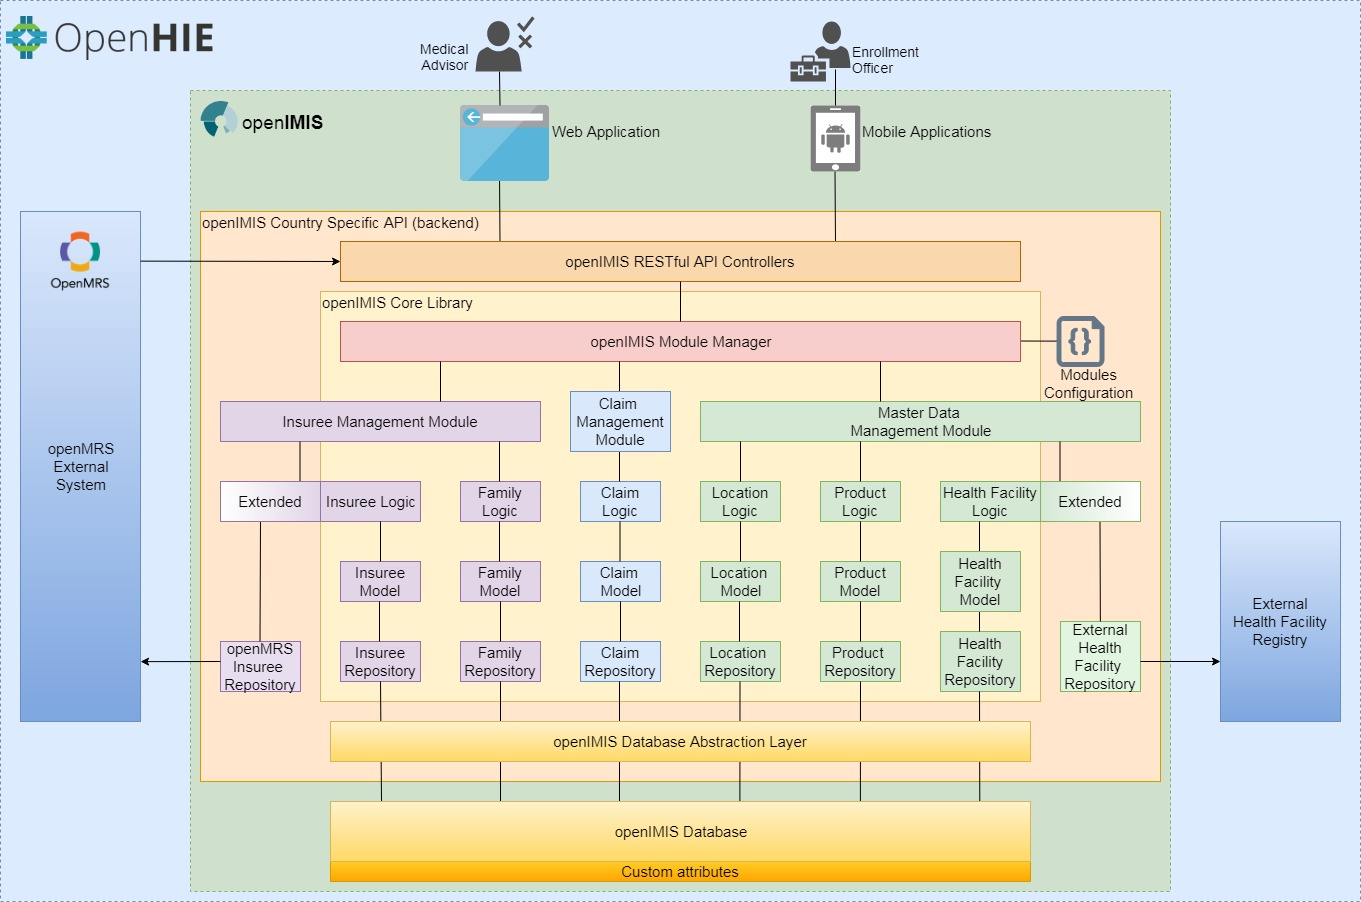 OpenHIE
Medical
Advisor
Enrollment
Officer
openIMIS
Web Application
Mobile Applications
openIMIS Country Specific API (backend)
OpenMRS
openIMIS RESTful API Controllers
openIMIS Core Library
openIMIS Module Manager
Modules
Configuration
Insuree Management Module
Claim
Management
Module
Master Data
Management Module
openMRS
External
System
Extended
Insuree Logic
Family
Logic
Claim
Logic
Location
Logic
Product
Logic
Health Facility
Logic
Extended
Insuree
Model
Family
Model
Claim
Model
Location
Model
Product
Model
Health
Facility
Model
External
Health Facility
Registry
openMRS
Insuree
Repository
Insuree
Repository
Family
Repository
Claim
Repository
Location
Repository
Product
Repository
Health
Facility
Repository
External
Health
Facility
Repository
openIMIS Database Abstraction Layer
openIMIS Database
Custom attributes